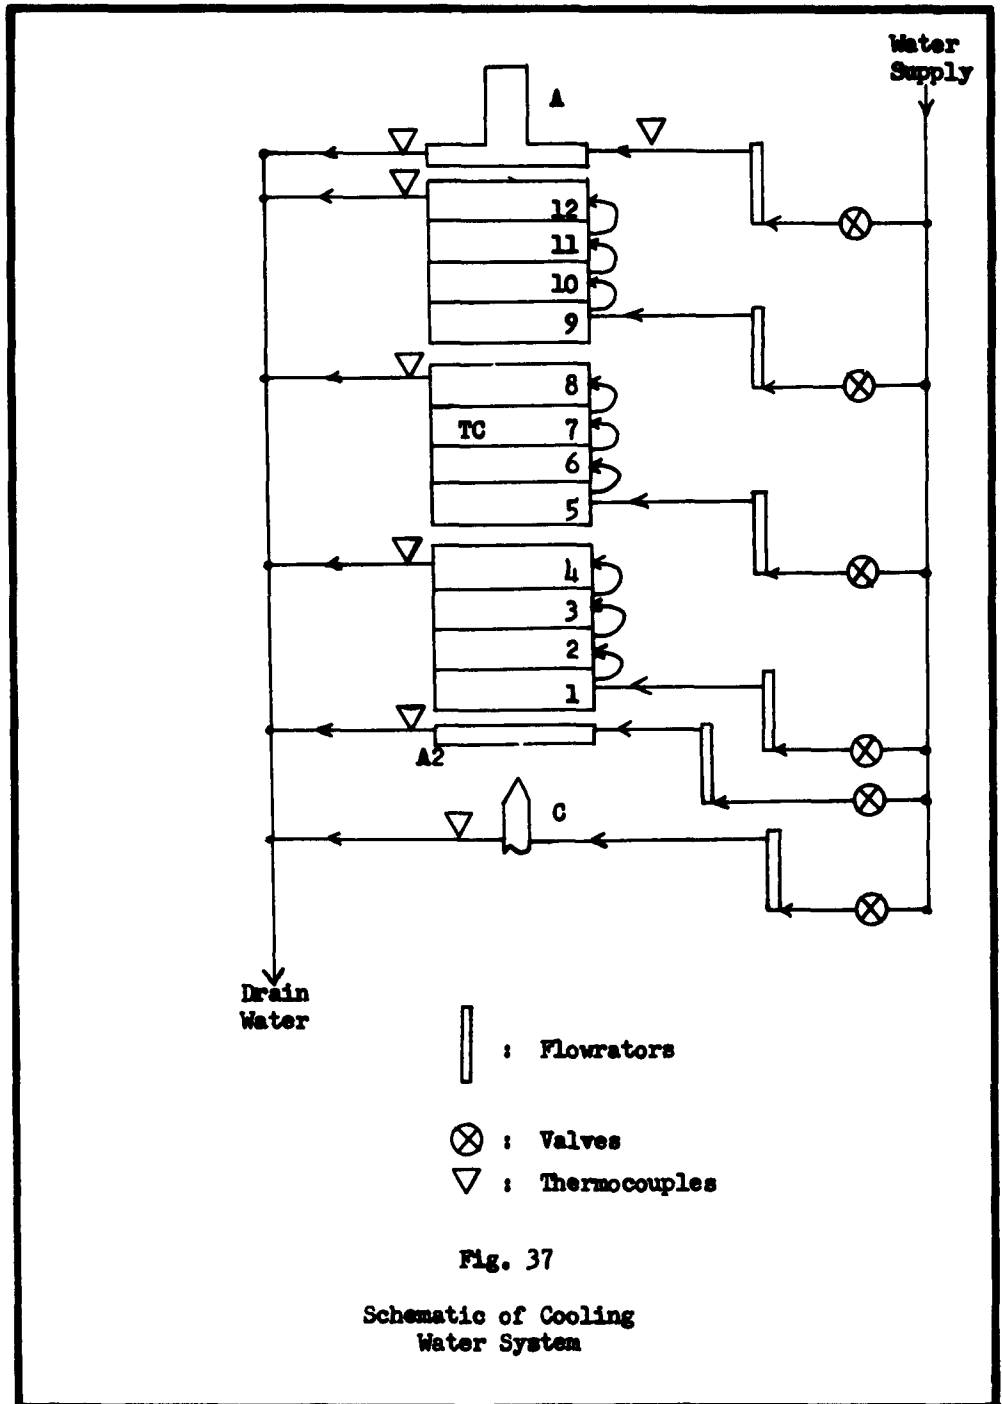 Water
Supply
A
12
11
10
9
8
TC 7
6
5
4
3
2
1
A2
C
Drain
Water
: Flowrators
: Valves
: Thermocouples
Fig. 37
Schematic of Cooling
Water System